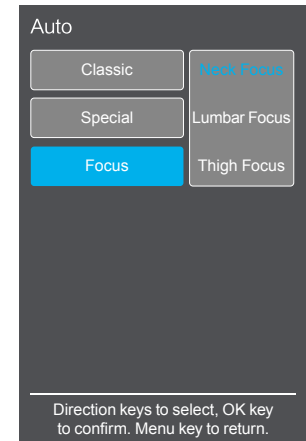 Auto
Classic
Special
Focus
Neck Focus
Lumbar Focus
Thigh Focus
Direction keys to select, OK key
to confirm. Menu key to return.